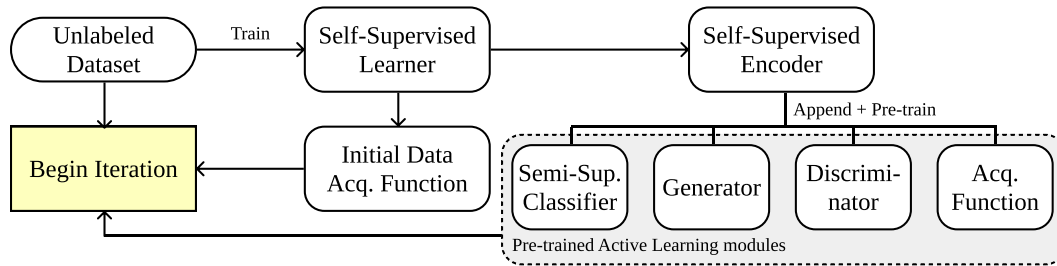 Unlabeled
Dataset
Train
Self-Supervised
Learner
Self-Supervised
Encoder
Append + Pre-train
Begin Iteration
Initial Data
Acq. Function
Semi-Sup.
Classifier
Generator
Discrimi-
nator
Acq.
Function
Pre-trained Active Learning modules